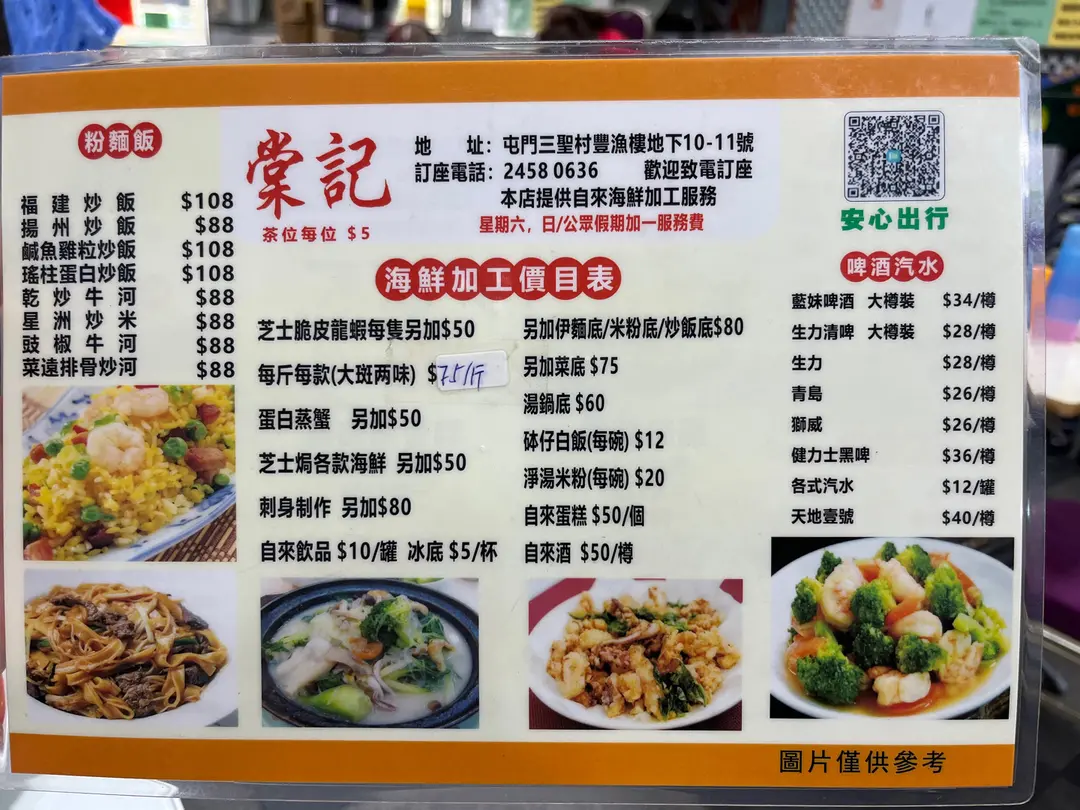 粉麵飯
福建炒飯 $108
揚州炒飯 $88
鹹魚雞粒炒飯 $108
瑤柱蛋白炒飯 $108
乾炒牛河 $88
星洲炒米 $88
豉椒牛河 $88
菜遠排骨炒河 $88
棠記
茶位每位 $5
地 址：屯門三聖村豐漁樓地下10-11號
訂座電話：2458 0636 歡迎致電訂座
本店提供自來海鮮加工服務
星期六，日/公眾假期加一服務費
海鮮加工價目表
芝士脆皮龍蝦每隻另加$50
每斤每款(大班两味) $75/斤
蛋白蒸蟹 另加$50
芝士焗各款海鮮 另加$50
刺身制作 另加$80
自來飲品 $10/罐 冰底 $5/杯
另加伊麵底/米粉底/炒飯底$80
另加菜底 $75
湯鍋底 $60
砵仔白飯(每碗) $12
淨湯米粉(每碗) $20
自來蛋糕 $50/個
自來酒 $50/樽
安心出行
啤酒汽水
藍妹啤酒 大樽裝 $34/樽
生力清啤 大樽裝 $28/樽
生力 $28/樽
青島 $26/樽
獅威 $26/樽
健力士黑啤 $36/樽
各式汽水 $12/罐
天地壹號 $40/樽
圖片僅供參考